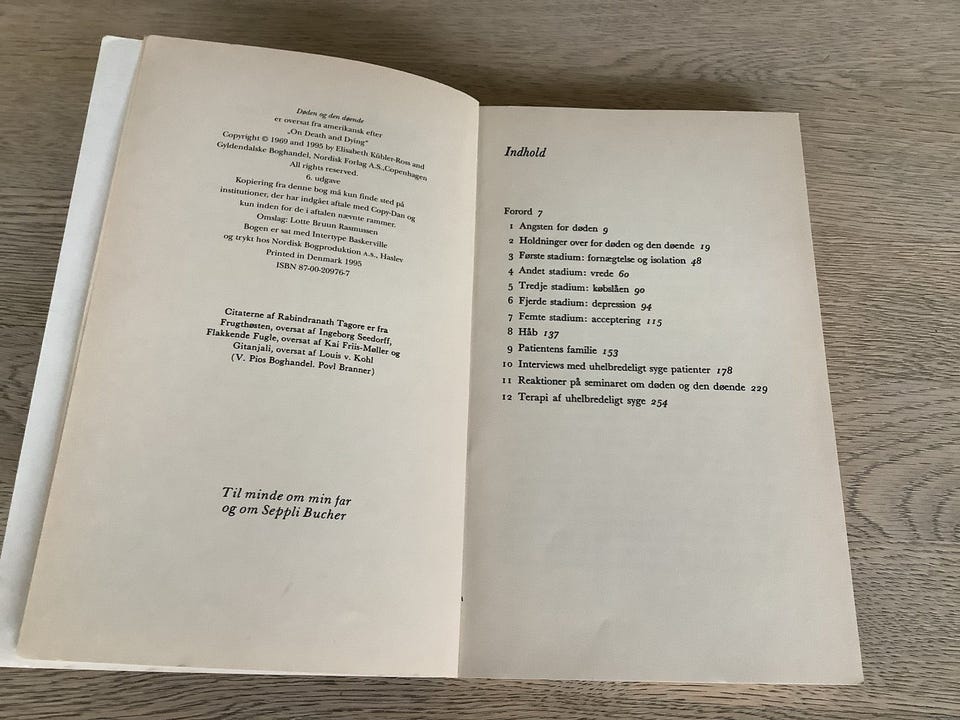 Døden og den døende
er oversat fra amerikansk efter
„On Death and Dying"
Copyright © 1969 and 1995 by Elisabeth Kübler-Ross and
Gyldendalske Boghandel, Nordisk Forlag A.S.,Copenhagen
All rights reserved.
6. udgave
Kopiering fra denne bog må kun finde sted på
institutioner, der har indgået aftale med Copy-Dan og
kun inden for de i aftalen nævnte rammer.
Omslag: Lotte Bruun Rasmussen
Bogen er sat med Intertype Baskerville
og trykt hos Nordisk Bogproduktion A.S., Haslev
Printed in Denmark 1995
ISBN 87-00-20976-7
Citaterne af Rabindranath Tagore er fra
Frugthøsten, oversat af Ingeborg Seedorff,
Flakkende Fugle, oversat af Kai Friis-Møller og
Gitanjali, oversat af Louis v. Kohl
(V. Pios Boghandel. Povl Branner)
Til minde om min far
og om Seppli Bucher
Indhold
Forord 7
1 Angsten for døden 9
2 Holdninger over for døden og den døende 19
3 Første stadium: fornægtelse og isolation 48
4 Andet stadium: vrede 60
5 Tredje stadium: købslåen 90
6 Fjerde stadium: depression 94
7 Femte stadium: acceptering 115
8 Håb 137
9 Patientens familie 153
10 Interviews med uhelbredeligt syge patienter 178
11 Reaktioner på seminaret om døden og den døende 229
12 Terapi af uhelbredeligt syge 254